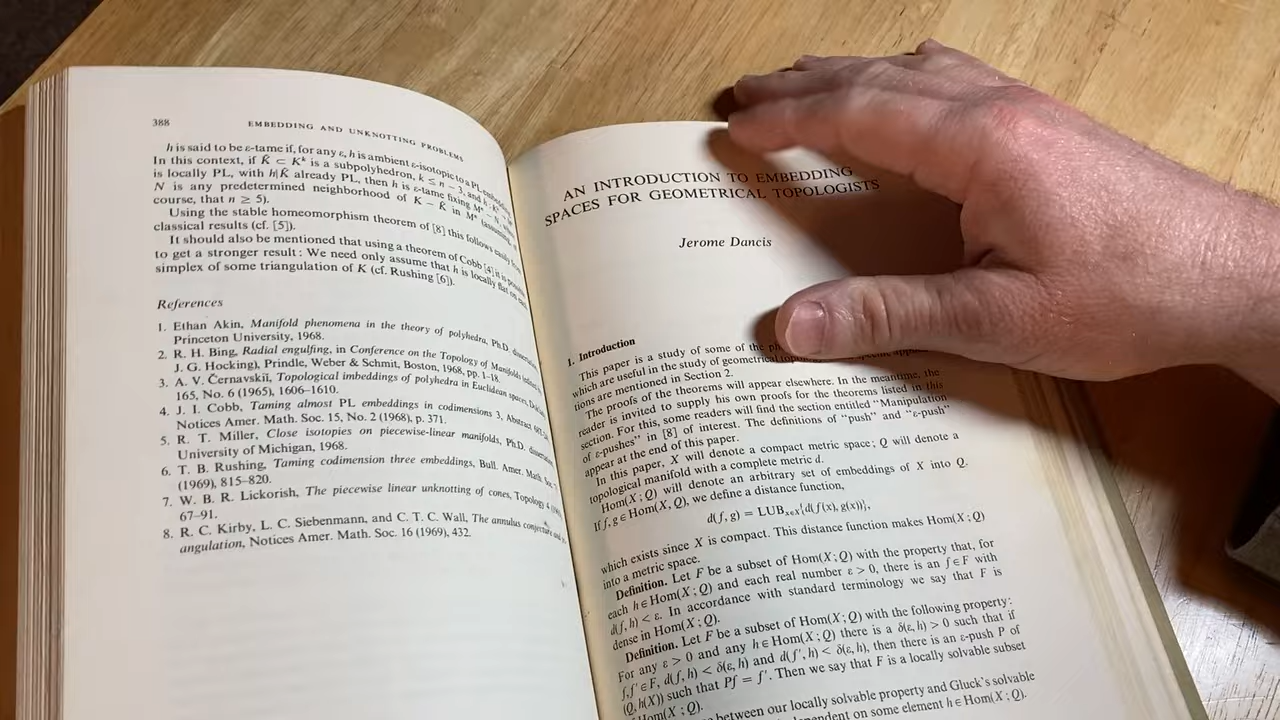 388
EMBEDDING AND UNKNOTTING PROBLEMS
h is said to be ε-tame if, for any ε, h is ambient ε-isotopic to a PL
In this context, if K̄ ⊂ Kᵏ is a subpolyhedron, k ≤ n − 3, and
is locally PL, with h|K̄ already PL, then h is ε-tame fixing
N is any predetermined neighborhood of K − K̄ in Mⁿ
course, that n ≥ 5).
Using the stable homeomorphism theorem of [8] this follows
classical results (cf. [5]).
It should also be mentioned that using a theorem of Cobb [4] it is
to get a stronger result: We need only assume that h is locally flat on
simplex of some triangulation of K (cf. Rushing [6]).
References
1. Ethan Akin, Manifold phenomena in the theory of polyhedra, Ph.D.
Princeton University, 1968.
2. R. H. Bing, Radial engulfing, in Conference on the Topology of Manifolds
J. G. Hocking), Prindle, Weber & Schmit, Boston, 1968, pp. 1–18.
3. A. V. Černavskiĭ, Topological imbeddings of polyhedra in Euclidean spaces,
165, No. 6 (1965), 1606–1610.
4. J. I. Cobb, Taming almost PL embeddings in codimensions 3, Abstract
Notices Amer. Math. Soc. 15, No. 2 (1968), p. 371.
5. R. T. Miller, Close isotopies on piecewise-linear manifolds, Ph.D.
University of Michigan, 1968.
6. T. B. Rushing, Taming codimension three embeddings, Bull. Amer. Math.
(1969), 815–820.
7. W. B. R. Lickorish, The piecewise linear unknotting of cones, Topology 4
67–91.
8. R. C. Kirby, L. C. Siebenmann, and C. T. C. Wall, The annulus conjecture and
angulation, Notices Amer. Math. Soc. 16 (1969), 432.
AN INTRODUCTION TO EMBEDDING
SPACES FOR GEOMETRICAL TOPOLOGISTS
Jerome Dancis
1. Introduction
This paper is a study of some of the
which are useful in the study of geometrical
tions are mentioned in Section 2.
The proofs of the theorems will appear elsewhere. In the meantime, the
reader is invited to supply his own proofs for the theorems listed in this
section. For this, some readers will find the section entitled "Manipulation
of ε-pushes" in [8] of interest. The definitions of "push" and "ε-push"
appear at the end of this paper.
In this paper, X will denote a compact metric space; Q will denote a
topological manifold with a complete metric d.
Hom(X; Q) will denote an arbitrary set of embeddings of X into Q.
If f, g ∈ Hom(X, Q), we define a distance function,
d(f, g) = LUBₓ∈X{d(f(x), g(x))},
which exists since X is compact. This distance function makes Hom(X; Q)
into a metric space.
Definition. Let F be a subset of Hom(X; Q) with the property that, for
each h ∈ Hom(X; Q) and each real number ε > 0, there is an f ∈ F with
d(f, h) < ε. In accordance with standard terminology we say that F is
dense in Hom(X; Q).
Definition. Let F be a subset of Hom(X; Q) with the following property:
For any ε > 0 and any h ∈ Hom(X; Q) there is a δ(ε, h) > 0 such that if
f, f′ ∈ F, d(f, h) < δ(ε, h) and d(f′, h) < δ(ε, h), then there is an ε-push P of
(Q, h(X)) such that Pf = f′. Then we say that F is a locally solvable subset
Hom(X; Q).
between our locally solvable property and Gluck's solvable
dependent on some element h ∈ Hom(X; Q).